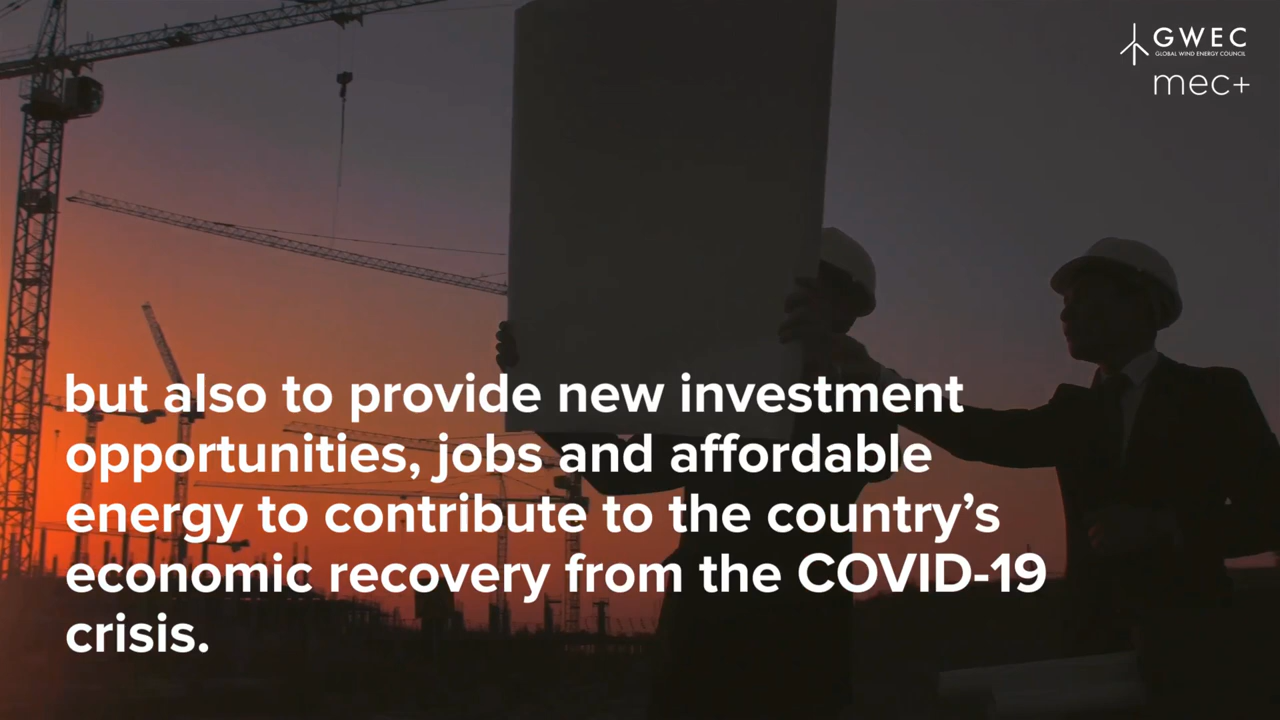 GWEC
GLOBAL WIND ENERGY COUNCIL
mec+
but also to provide new investment
opportunities, jobs and affordable
energy to contribute to the country’s
economic recovery from the COVID-19
crisis.